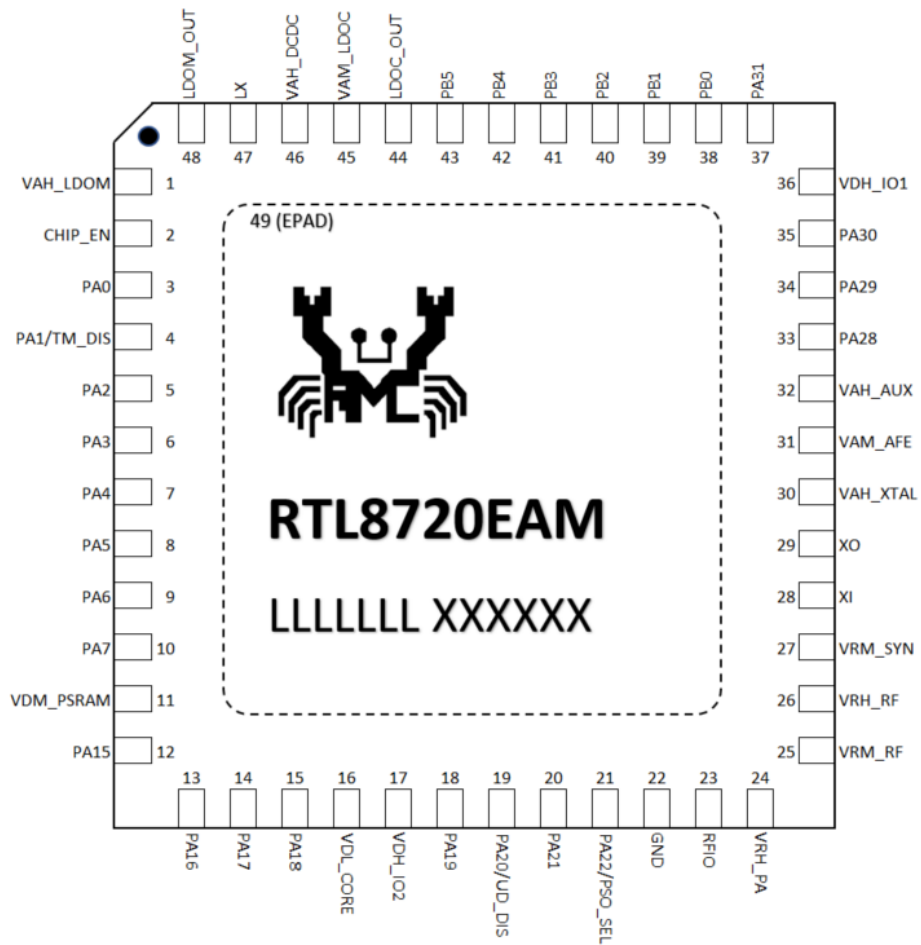 LDOM_OUT
LX
VAH_DCDC
VAM_LDOC
LDOC_OUT
PB5
PB4
PB3
PB2
PB1
PB0
PA31
48 47 46 45 44 43 42 41 40 39 38 37
VAH_LDOM 1
CHIP_EN 2
PA0 3
PA1/TM_DIS 4
PA2 5
PA3 6
PA4 7
PA5 8
PA6 9
PA7 10
VDM_PSRAM 11
PA15 12
49 (EPAD)
RTL8720EAM
LLLLLLL XXXXXX
36 VDH_IO1
35 PA30
34 PA29
33 PA28
32 VAH_AUX
31 VAM_AFE
30 VAH_XTAL
29 XO
28 XI
27 VRM_SYN
26 VRH_RF
25 VRM_RF
13 14 15 16 17 18 19 20 21 22 23 24
PA16
PA17
PA18
VDL_CORE
VDH_IO2
PA19
PA20/UD_DIS
PA21
PA22/PSO_SEL
GND
RFIO
VRH_PA